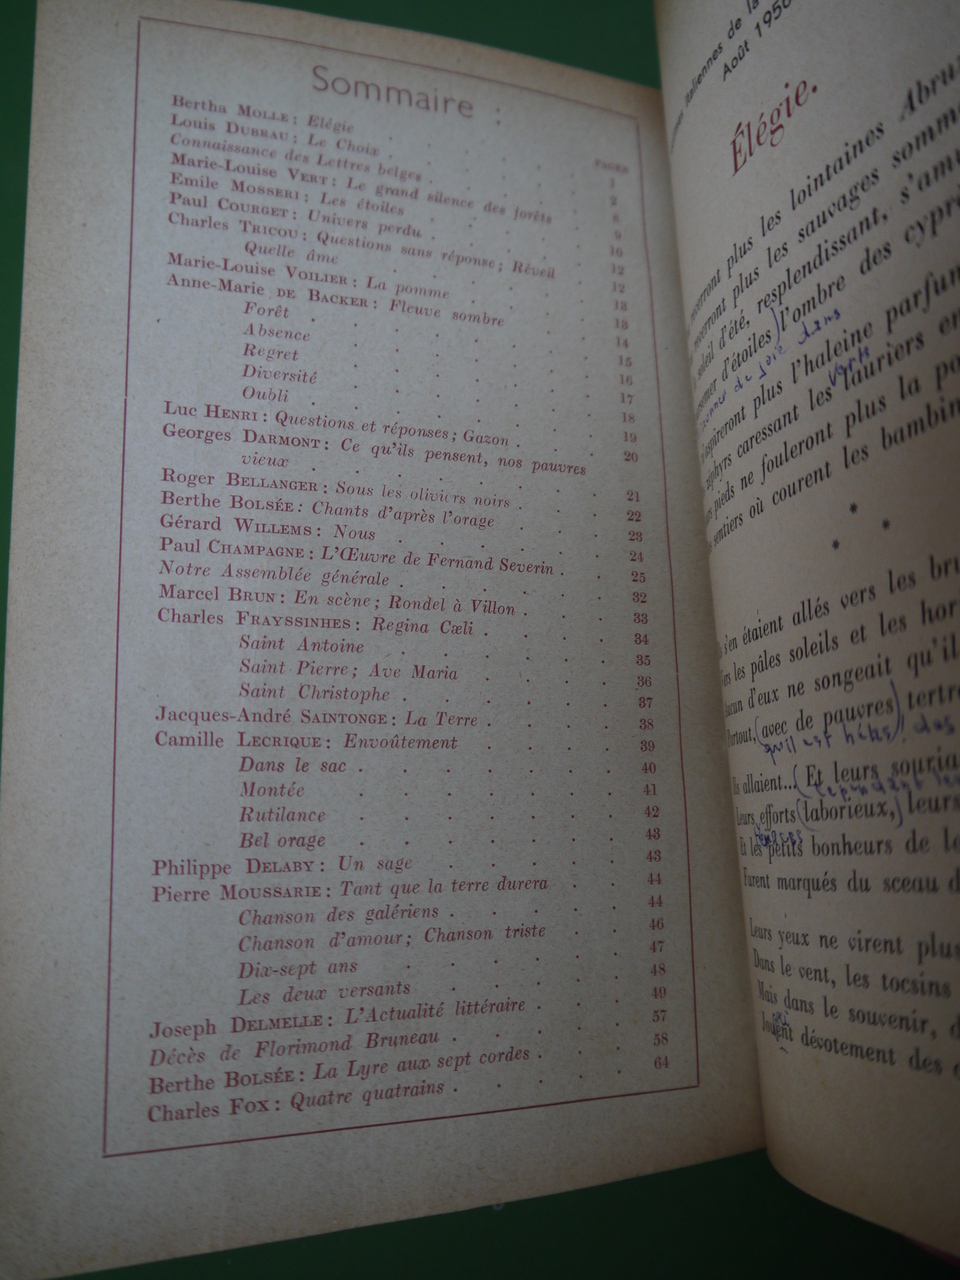 Sommaire :
PAGES
Bertha MOLLE : Elégie . . . . . . 1
Louis DUBRAU : Le Choix . . . . . . 2
Connaissance des Lettres belges . . . . . 8
Marie-Louise VERT : Le grand silence des forêts 9
Emile MOSSERI : Les étoiles . . . . . 10
Paul COURGET : Univers perdu . . . . . 12
Charles TRICOU : Questions sans réponse ; Réveil 12
Quelle âme . . . . 13
Marie-Louise VOILIER : La pomme . . . . 13
Anne-Marie DE BACKER : Fleuve sombre . . . 14
Forêt . . . . . . 15
Absence . . . . . 16
Regret . . . . . 17
Diversité . . . . . 18
Oubli . . . . . . 19
Luc HENRI : Questions et réponses ; Gazon . . . 20
Georges DARMONT : Ce qu'ils pensent, nos pauvres
vieux . . . . . . 21
Roger BELLANGER : Sous les oliviers noirs . . . 22
Berthe BOLSÉE : Chants d'après l'orage . . . 23
Gérard WILLEMS : Nous . . . . . . 24
Paul CHAMPAGNE : L'Œuvre de Fernand Severin . . 25
Notre Assemblée générale . . . . . . 32
Marcel BRUN : En scène ; Rondel à Villon . . . 33
Charles FRAYSSINHES : Regina Cæli . . . . 34
Saint Antoine . . . . . 35
Saint Pierre ; Ave Maria . . . . 36
Saint Christophe . . . . . 37
Jacques-André SAINTONGE : La Terre . . . . 38
Camille LECRIQUE : Envoûtement . . . . 39
Dans le sac . . . . . . 40
Montée . . . . . . 41
Rutilance . . . . . 42
Bel orage . . . . . 43
Philippe DELABY : Un sage . . . . . 43
Pierre MOUSSARIE : Tant que la terre durera . . 44
Chanson des galériens . . . . . 44
Chanson d'amour ; Chanson triste . . 46
Dix-sept ans . . . . . 47
Les deux versants . . . . . 48
Joseph DELMELLE : L'Actualité littéraire . . . 49
Décès de Florimond Bruneau . . . . . 57
Berthe BOLSÉE : La Lyre aux sept cordes . . . 58
Charles FOX : Quatre quatrains . . . . . 64
Italiennes de la
Août 1950
Élégie.
plus les lointaines
plus les sauvages
soleil d'été, resplendissant,
d'étoiles) l'ombre des
de joie dans
plus l'haleine
verts
zéphyrs caressant les lauriers
pieds ne fouleront plus la
sentiers où courent les
* * *
s'en étaient allés vers les
les pâles soleils et les
d'eux ne songeait qu'il
(avec de pauvres)
qu'il est
Ils allaient... (Et leurs
Leurs efforts (laborieux,) leurs
Et les petits bonheurs de
Furent marqués du sceau
Leurs yeux ne virent
Dans le vent, les tocsins
Mais dans le souvenir,
dévotement des